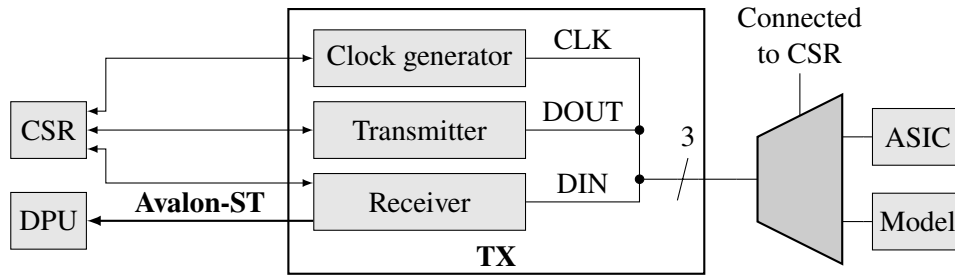 Connected
to CSR
Clock generator
CLK
CSR
Transmitter
DOUT
3
ASIC
Receiver
DIN
DPU
Avalon-ST
Model
TX